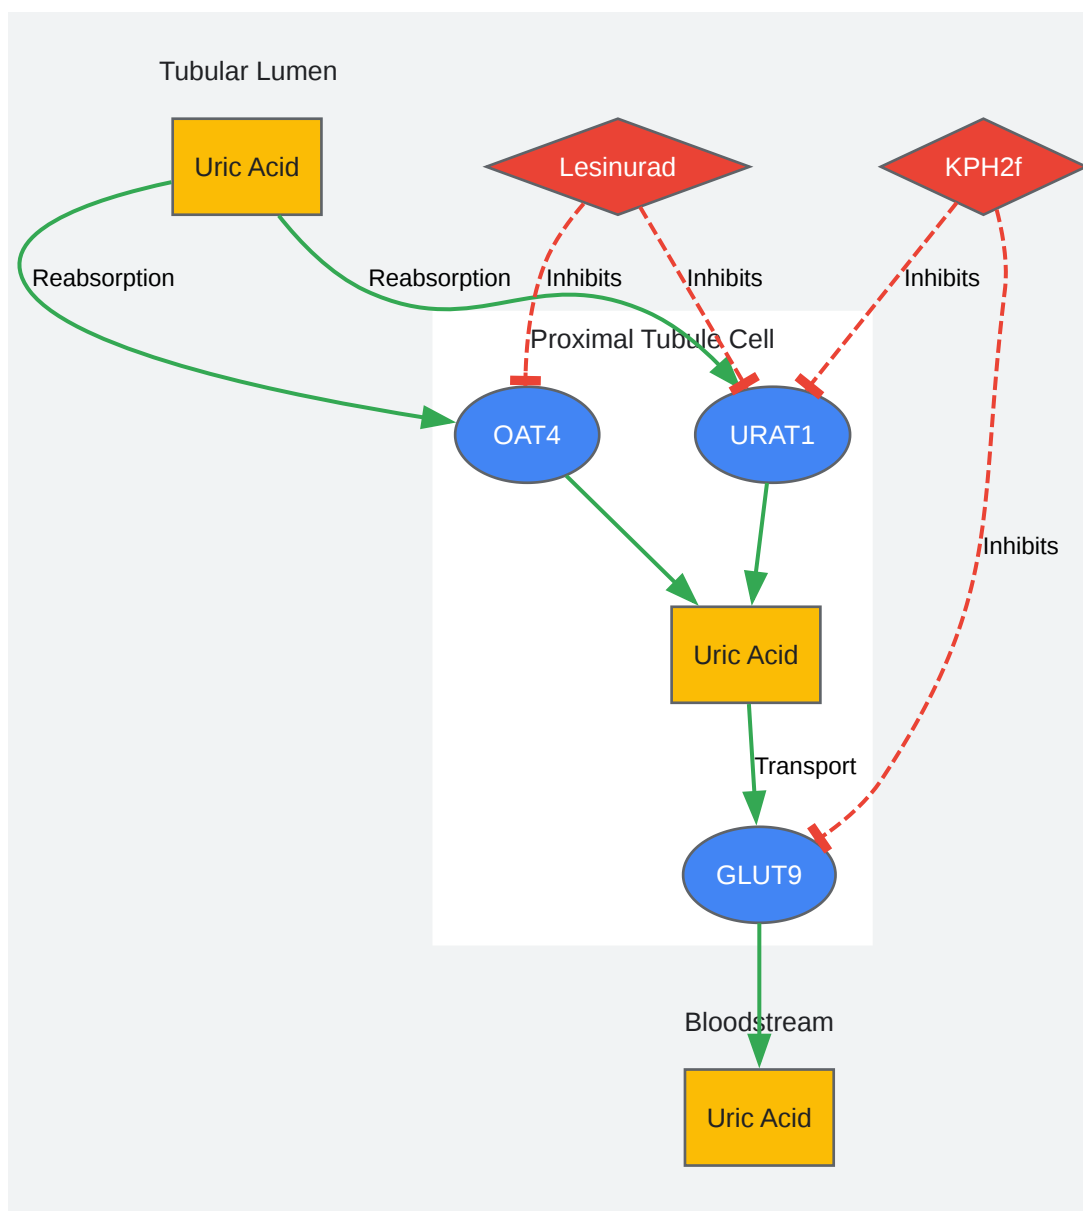 Tubular Lumen
Uric Acid
Lesinurad
KPH2f
Reabsorption
Reabsorption
Inhibits
Inhibits
Inhibits
Proximal Tubule Cell
OAT4
URAT1
Inhibits
Uric Acid
Transport
GLUT9
Bloodstream
Uric Acid